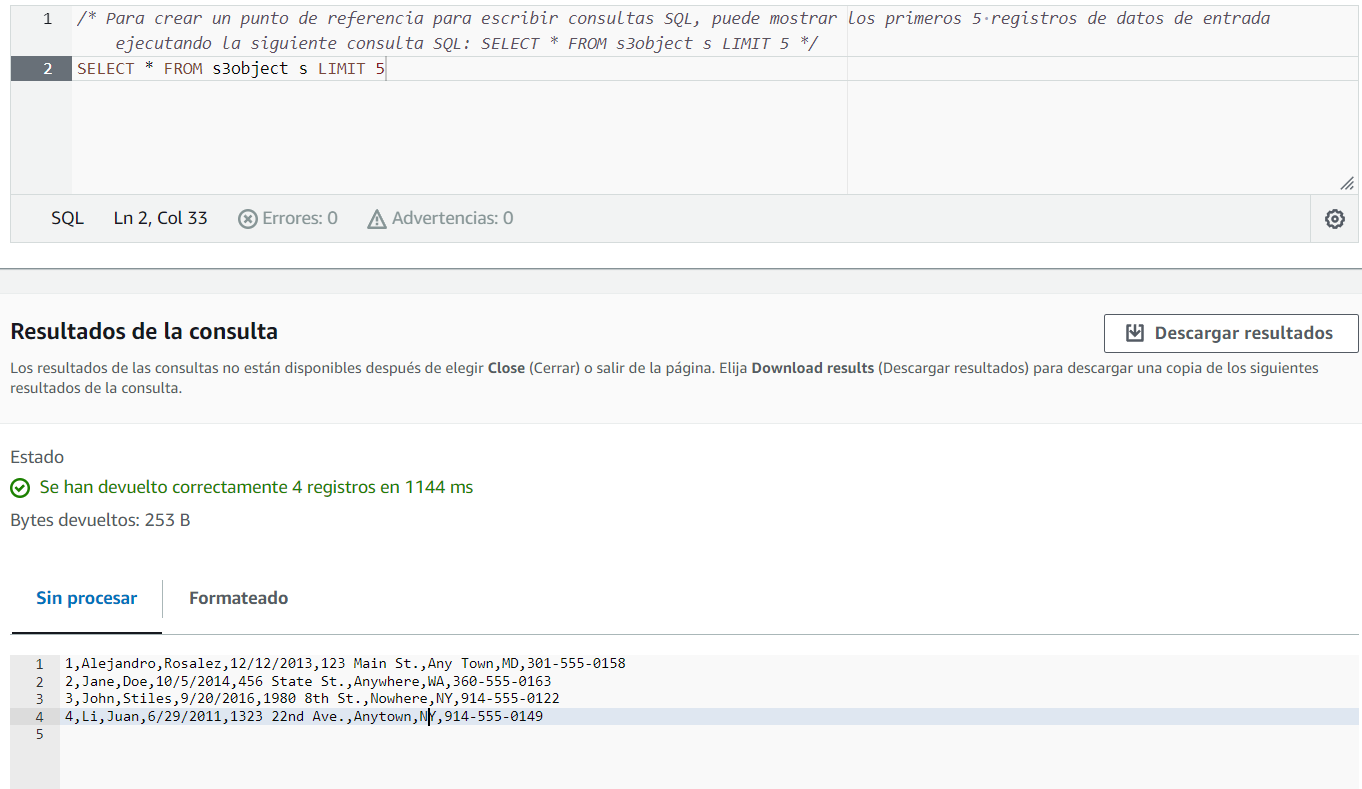 1 /* Para crear un punto de referencia para escribir consultas SQL, puede mostrar los primeros 5·registros de datos de entrada
ejecutando la siguiente consulta SQL: SELECT * FROM s3object s LIMIT 5 */
2 SELECT * FROM s3object s LIMIT 5
SQL Ln 2, Col 33 Errores: 0 Advertencias: 0
Resultados de la consulta
Descargar resultados
Los resultados de las consultas no están disponibles después de elegir Close (Cerrar) o salir de la página. Elija Download results (Descargar resultados) para descargar una copia de los siguientes
resultados de la consulta.
Estado
Se han devuelto correctamente 4 registros en 1144 ms
Bytes devueltos: 253 B
Sin procesar Formateado
1 1,Alejandro,Rosalez,12/12/2013,123 Main St.,Any Town,MD,301-555-0158
2 2,Jane,Doe,10/5/2014,456 State St.,Anywhere,WA,360-555-0163
3 3,John,Stiles,9/20/2016,1980 8th St.,Nowhere,NY,914-555-0122
4 4,Li,Juan,6/29/2011,1323 22nd Ave.,Anytown,NY,914-555-0149
5